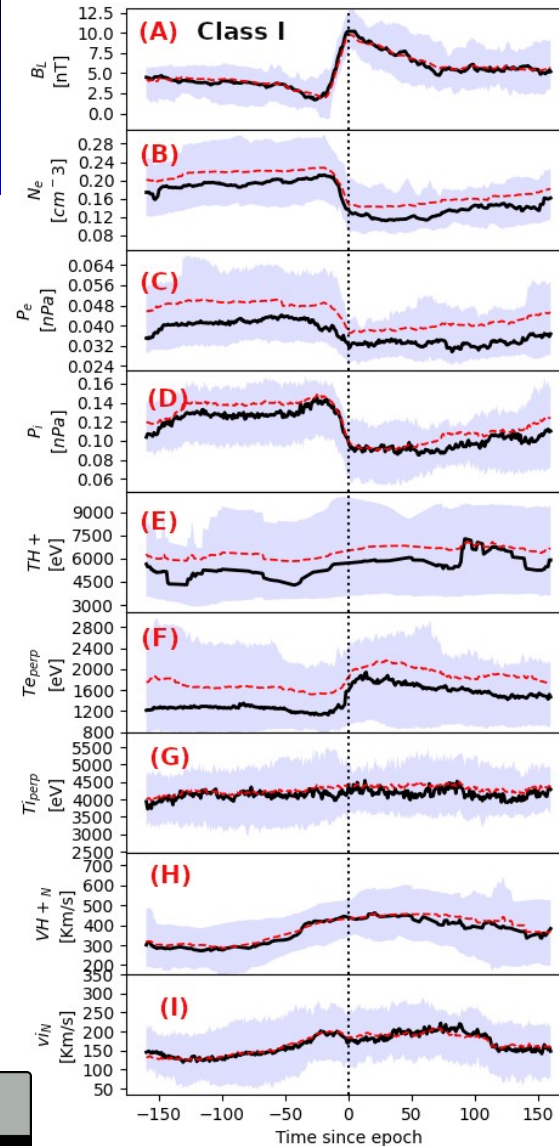 (A) Class I
B_L
[nT]
12.5
10.0
7.5
5.0
2.5
0.0
(B)
N_e
[cm^−3]
0.28
0.24
0.20
0.16
0.12
0.08
(C)
P_e
[nPa]
0.064
0.056
0.048
0.040
0.032
0.024
(D)
P_i
[nPa]
0.16
0.14
0.12
0.10
0.08
0.06
(E)
TH+
[eV]
9000
7500
6000
4500
3000
(F)
Te_perp
[eV]
2800
2400
2000
1600
1200
800
(G)
Ti_perp
[eV]
5500
5000
4500
4000
3500
3000
2500
(H)
VH+_N
[Km/s]
700
600
500
400
300
200
(I)
vi_N
[Km/s]
350
300
250
200
150
100
50
−150 −100 −50 0 50 100 150
Time since epoch